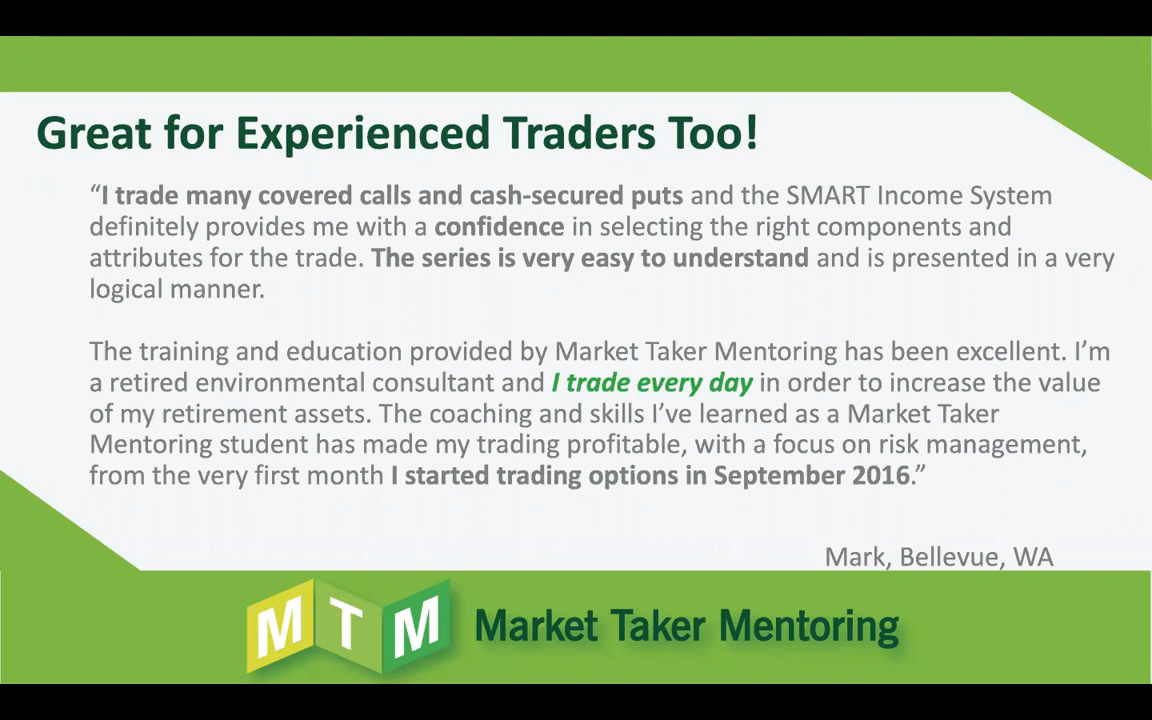 Great for Experienced Traders Too!
“I trade many covered calls and cash-secured puts and the SMART Income System
definitely provides me with a confidence in selecting the right components and
attributes for the trade. The series is very easy to understand and is presented in a very
logical manner.
The training and education provided by Market Taker Mentoring has been excellent. I’m
a retired environmental consultant and I trade every day in order to increase the value
of my retirement assets. The coaching and skills I’ve learned as a Market Taker
Mentoring student has made my trading profitable, with a focus on risk management,
from the very first month I started trading options in September 2016.”
Mark, Bellevue, WA
MTM Market Taker Mentoring